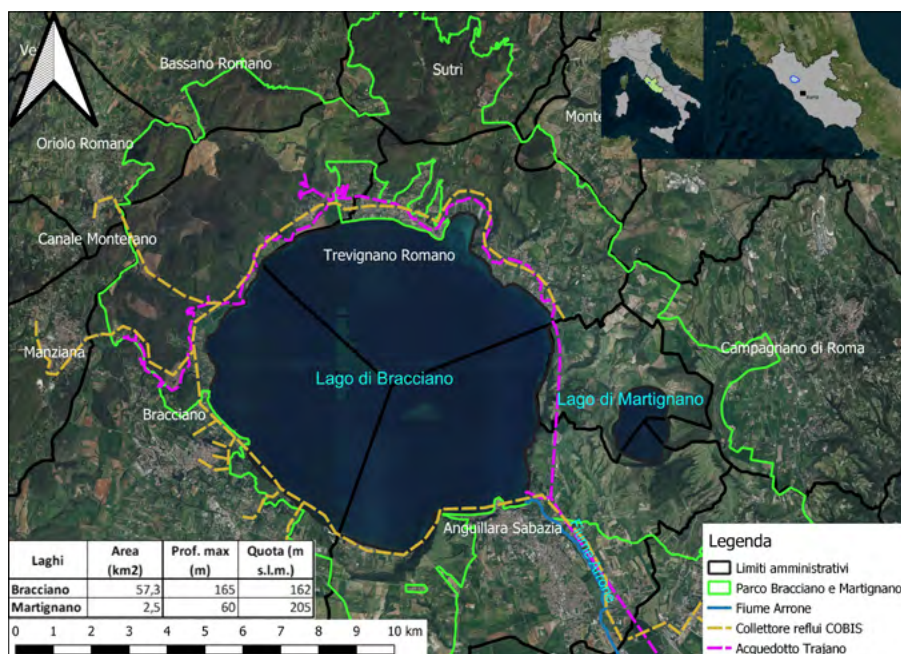 Ve
Bassano Romano
Sutri
Monte
Oriolo Romano
Canale Monterano
Trevignano Romano
Manziana
Lago di Bracciano
Campagnano di Roma
Lago di Martignano
Bracciano
Anguillara Sabazia
Fiume Arrone
Laghi Area (km2) Prof. max (m) Quota (m s.l.m.)
Bracciano 57,3 165 162
Martignano 2,5 60 205
0 1 2 3 4 5 6 7 8 9 10 km
Legenda
Limiti amministrativi
Parco Bracciano e Martignano
Fiume Arrone
Collettore reflui COBIS
Acquedotto Trajano